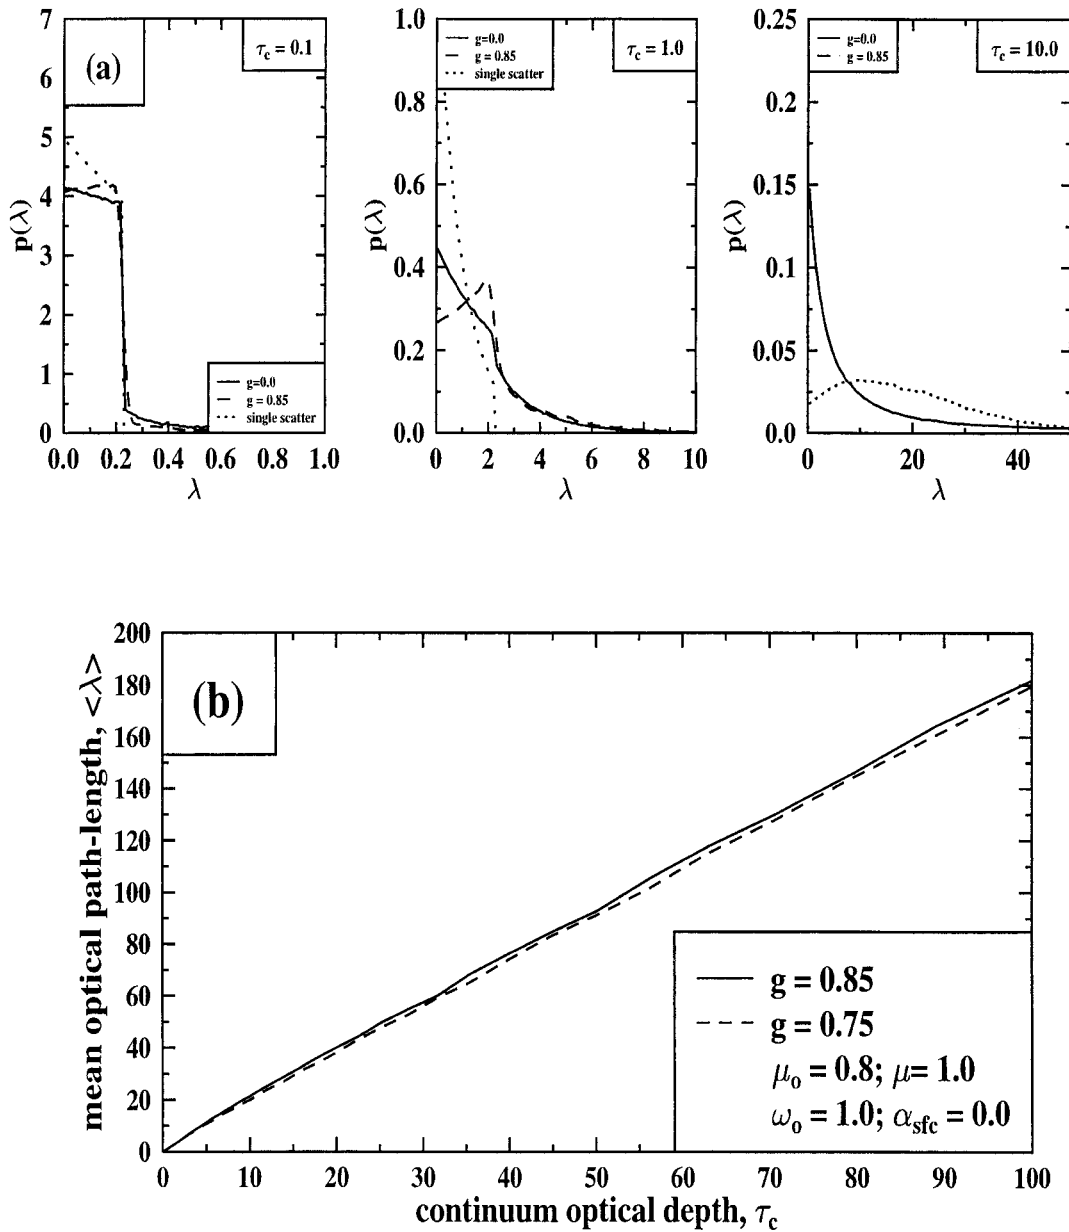 (a)
τc = 0.1
p(λ)
7
6
5
4
3
2
1
0
0.0 0.2 0.4 0.6 0.8 1.0
λ
g=0.0
g = 0.85
single scatter
g=0.0
g = 0.85
single scatter
τc = 1.0
p(λ)
1.0
0.8
0.6
0.4
0.2
0.0
0 2 4 6 8 10
λ
g=0.0
g = 0.85
τc = 10.0
p(λ)
0.25
0.20
0.15
0.10
0.05
0.00
0 20 40
λ
(b)
mean optical path-length, <λ>
200
180
160
140
120
100
80
60
40
20
0
0 10 20 30 40 50 60 70 80 90 100
continuum optical depth, τc
g = 0.85
g = 0.75
μo = 0.8; μ= 1.0
ωo = 1.0; αsfc = 0.0